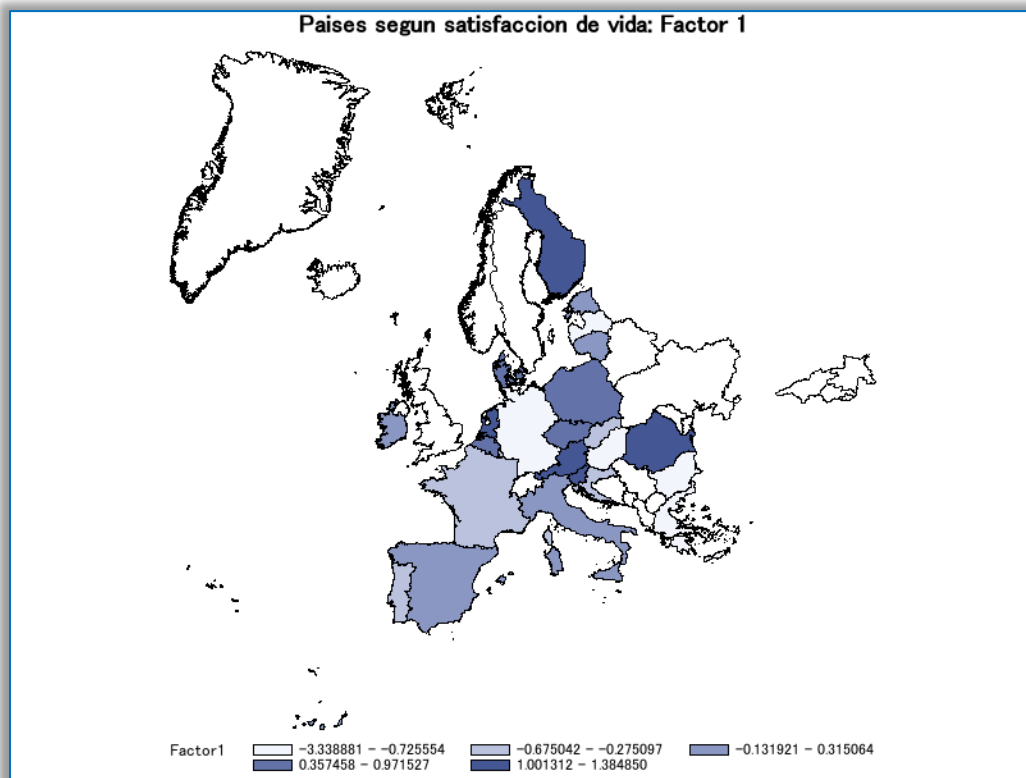 Paises segun satisfaccion de vida: Factor 1
Factor1 -3.338881 - -0.725554 -0.675042 - -0.275097 -0.131921 - 0.315064
0.357458 - 0.971527 1.001312 - 1.384850